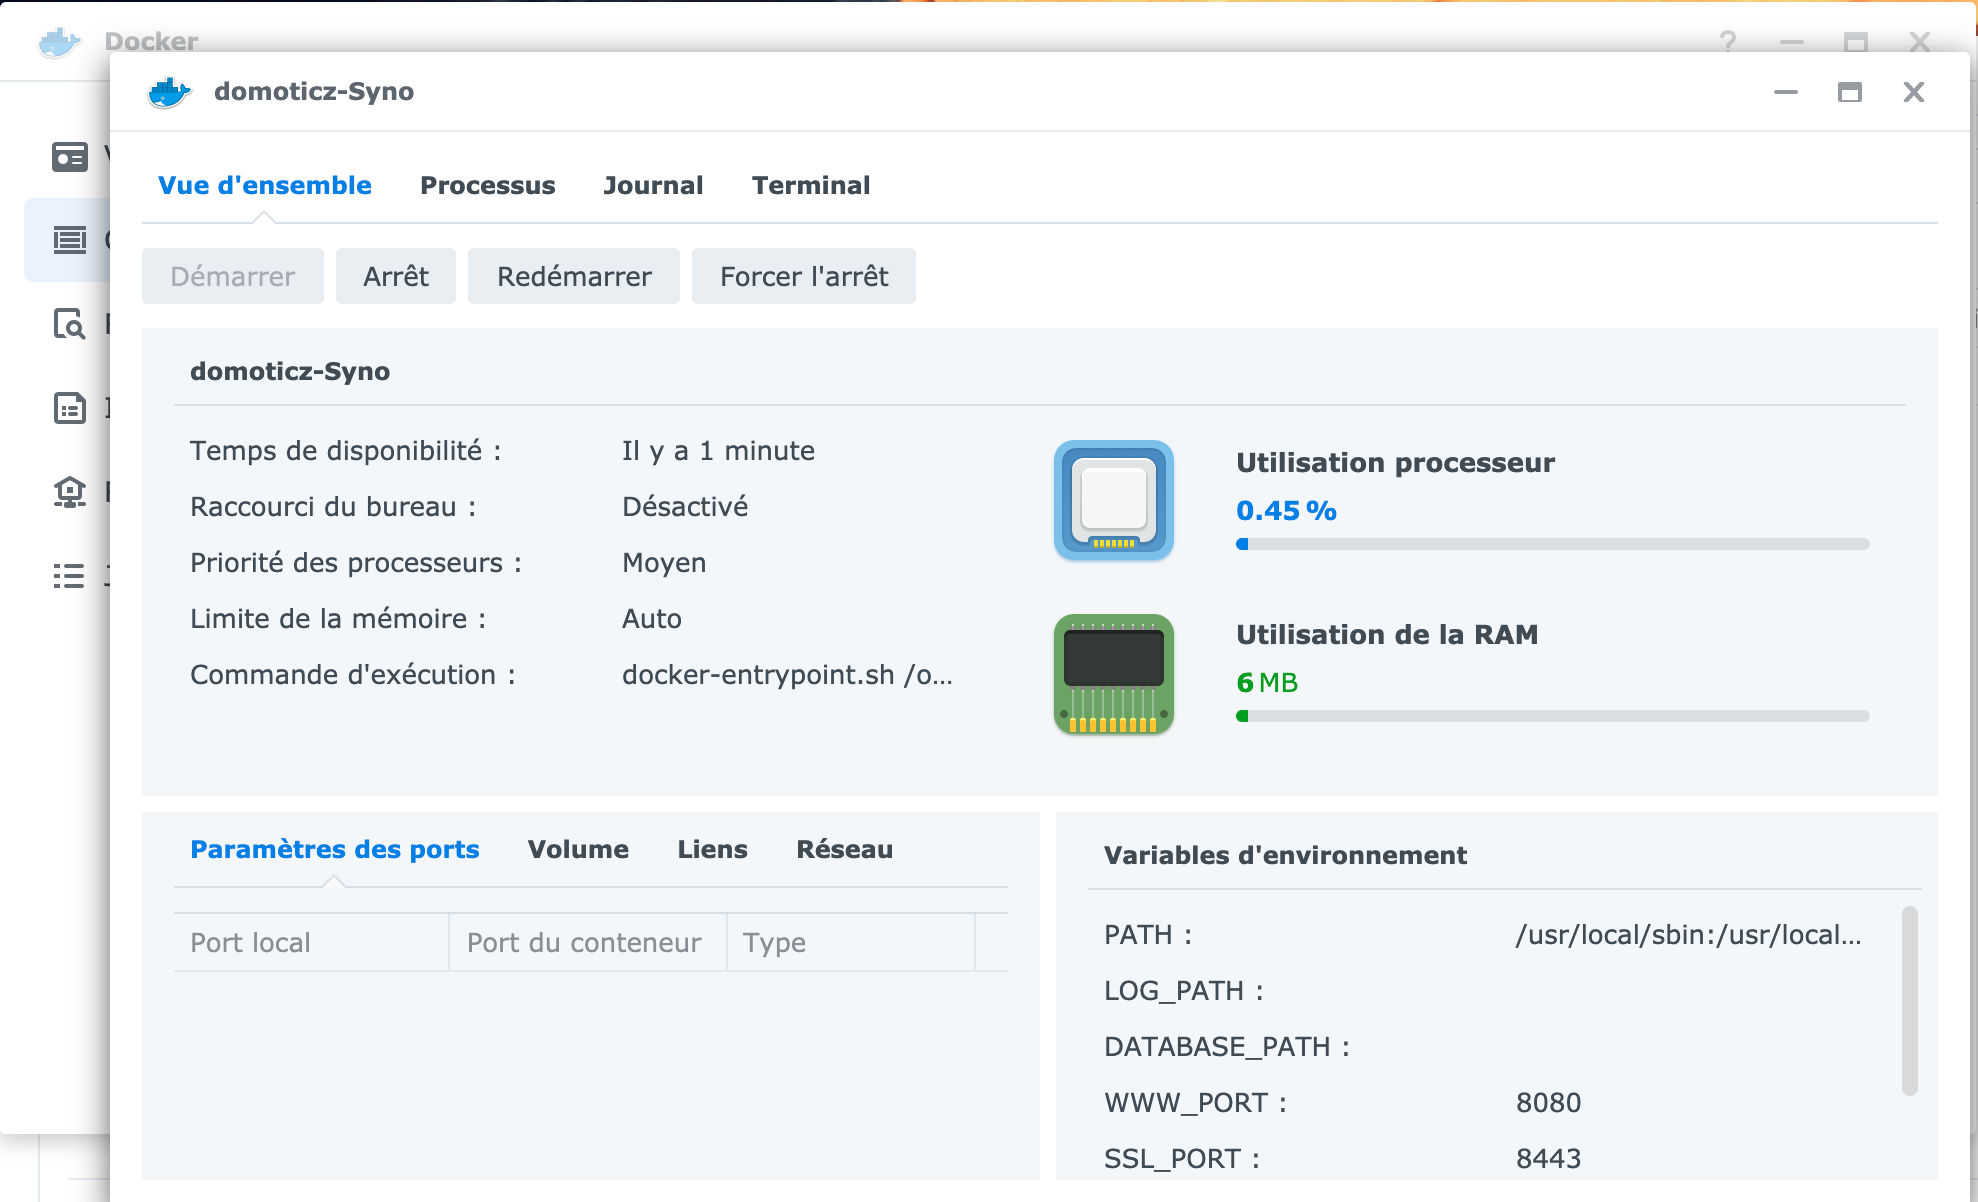 Docker
?
domoticz-Syno
Vue d'ensemble Processus Journal Terminal
Démarrer Arrêt Redémarrer Forcer l'arrêt
domoticz-Syno
Temps de disponibilité : Il y a 1 minute
Raccourci du bureau : Désactivé
Priorité des processeurs : Moyen
Limite de la mémoire : Auto
Commande d'exécution : docker-entrypoint.sh /o...
Utilisation processeur
0.45 %
Utilisation de la RAM
6 MB
Paramètres des ports Volume Liens Réseau
Port local Port du conteneur Type
Variables d'environnement
PATH : /usr/local/sbin:/usr/local...
LOG_PATH :
DATABASE_PATH :
WWW_PORT : 8080
SSL_PORT : 8443